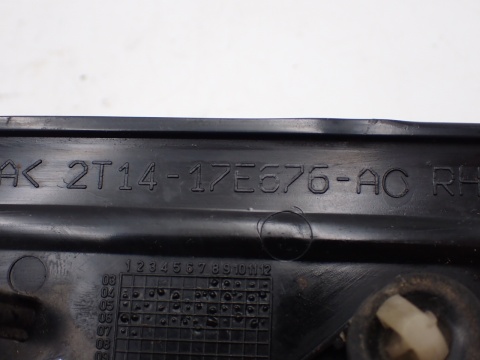 AK 2T14-17E676-AC RH
1 2 3 4 5 6 7 8 9 10 11 12